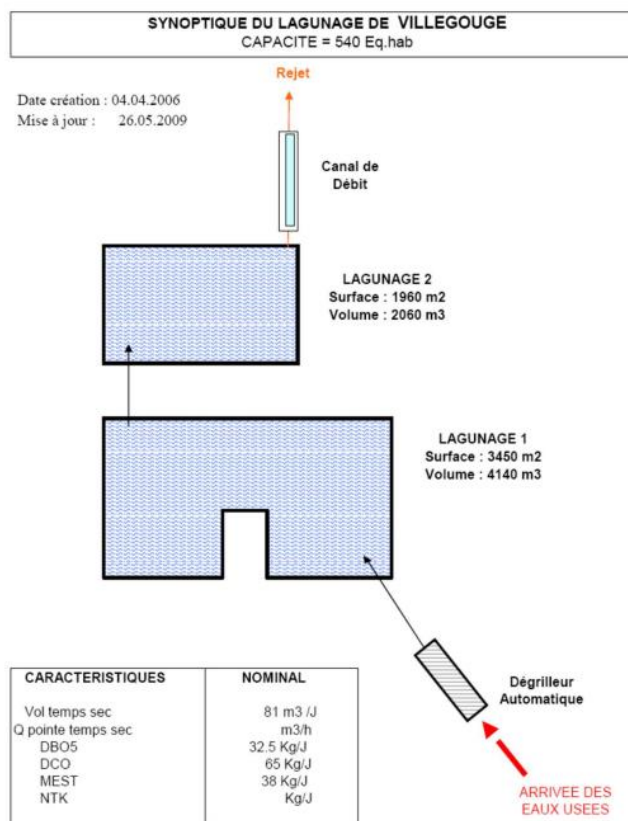 SYNOPTIQUE DU LAGUNAGE DE VILLEGOUGE
CAPACITE = 540 Eq.hab
Rejet
Date création : 04.04.2006
Mise à jour : 26.05.2009
Canal de
Débit
LAGUNAGE 2
Surface : 1960 m2
Volume : 2060 m3
LAGUNAGE 1
Surface : 3450 m2
Volume : 4140 m3
Dégrilleur
Automatique
ARRIVEE DES
EAUX USEES
CARACTERISTIQUES NOMINAL
Vol temps sec 81 m3 /J
Q pointe temps sec m3/h
DBO5 32.5 Kg/J
DCO 65 Kg/J
MEST 38 Kg/J
NTK Kg/J